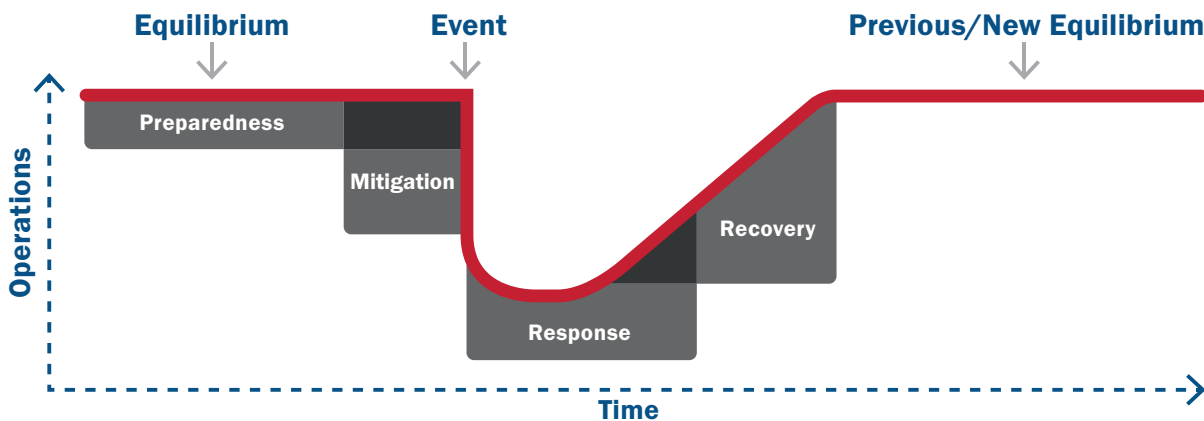 Equilibrium
Event
Previous/New Equilibrium
Preparedness
Mitigation
Operations
Recovery
Response
Time